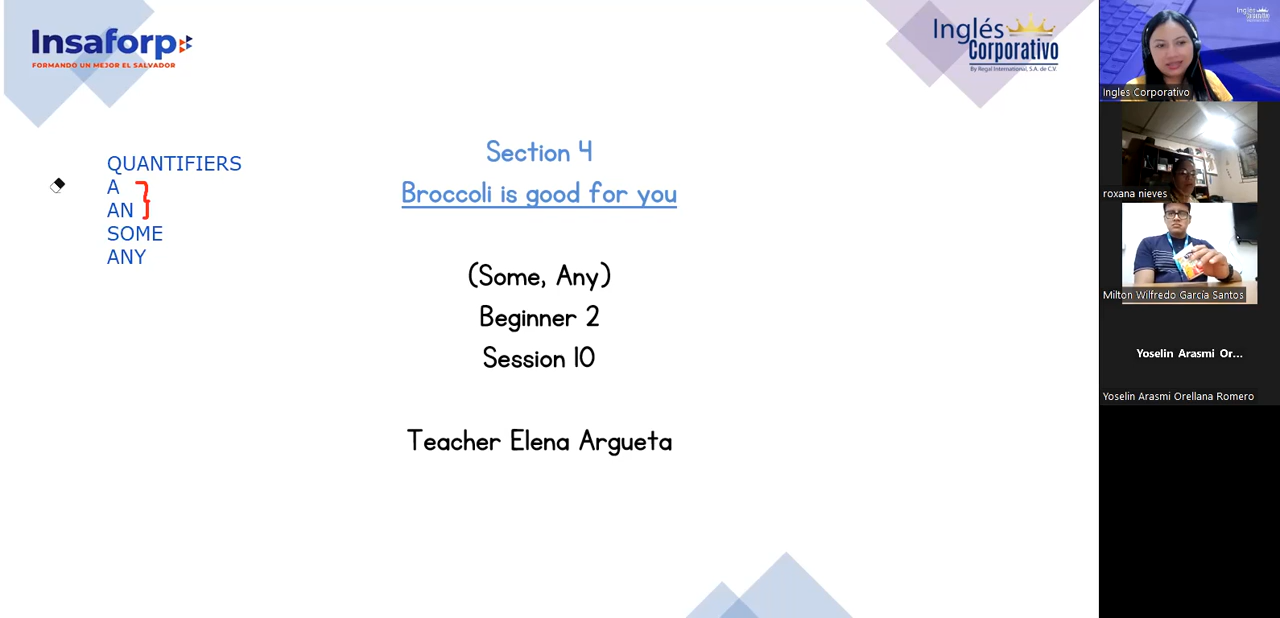 Insaforp
FORMANDO UN MEJOR EL SALVADOR
Inglés
Corporativo
By Regal International, S.A. de C.V.
QUANTIFIERS
A
AN
SOME
ANY
Section 4
Broccoli is good for you
(Some, Any)
Beginner 2
Session 10
Teacher Elena Argueta
Inglés
Ingles Corporativo
roxana nieves
Milton Wilfredo García Santos
Yoselin Arasmi Or...
Yoselin Arasmi Orellana Romero